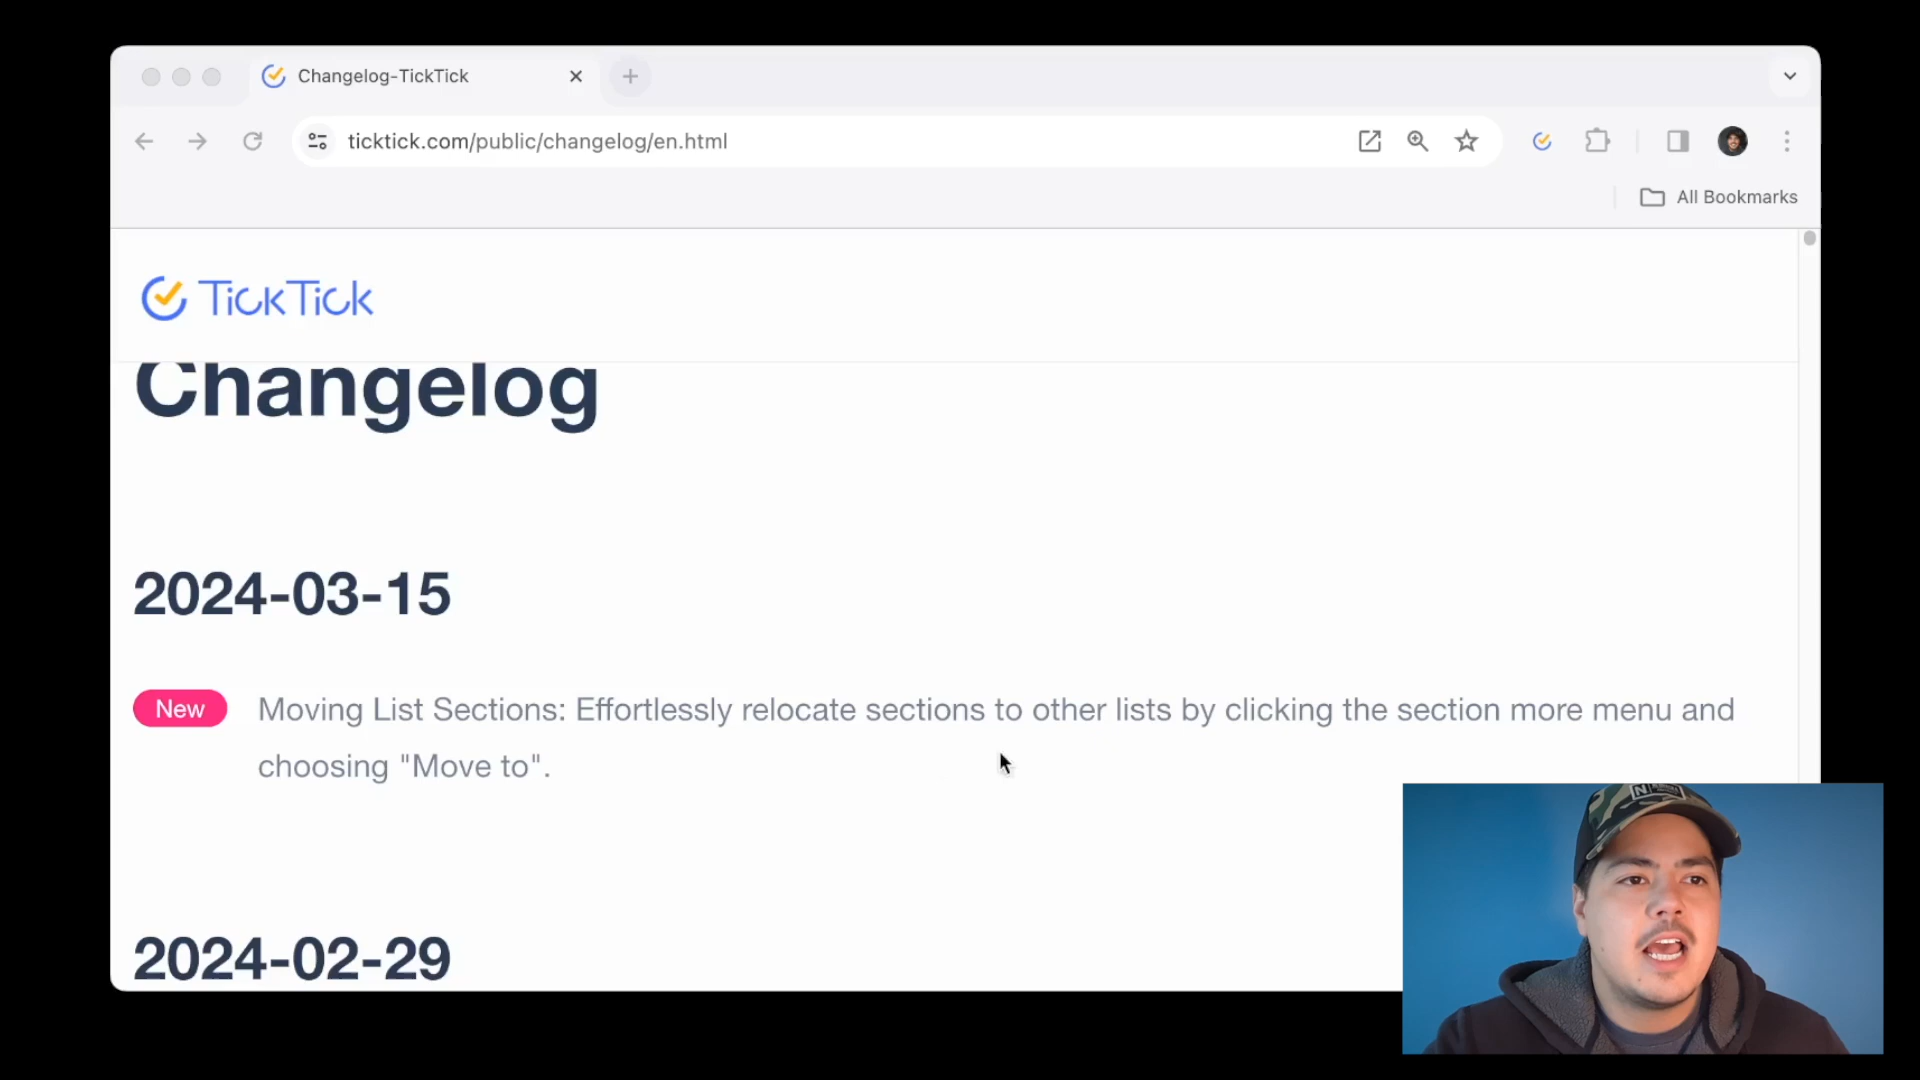 Changelog-TickTick
ticktick.com/public/changelog/en.html
All Bookmarks
TickTick
Changelog
2024-03-15
New
Moving List Sections: Effortlessly relocate sections to other lists by clicking the section more menu and
choosing "Move to".
2024-02-29
N